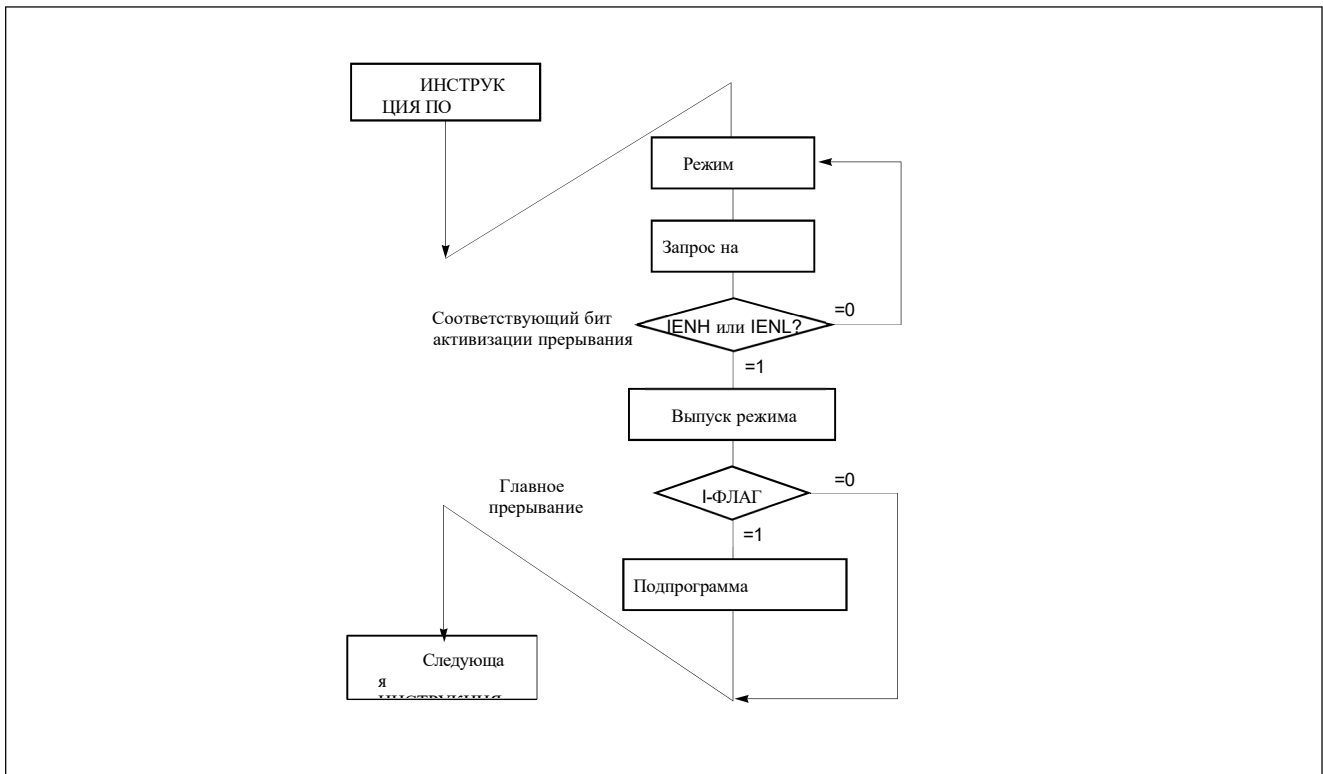 ИНСТРУК
ЦИЯ ПО
Режим
Запрос на
=0
Соответствующий бит
активизации прерывания
IENH или IENL?
=1
Выпуск режима
=0
Главное
прерывание
I-ФЛАГ
=1
Подпрограмма
Следующа
я